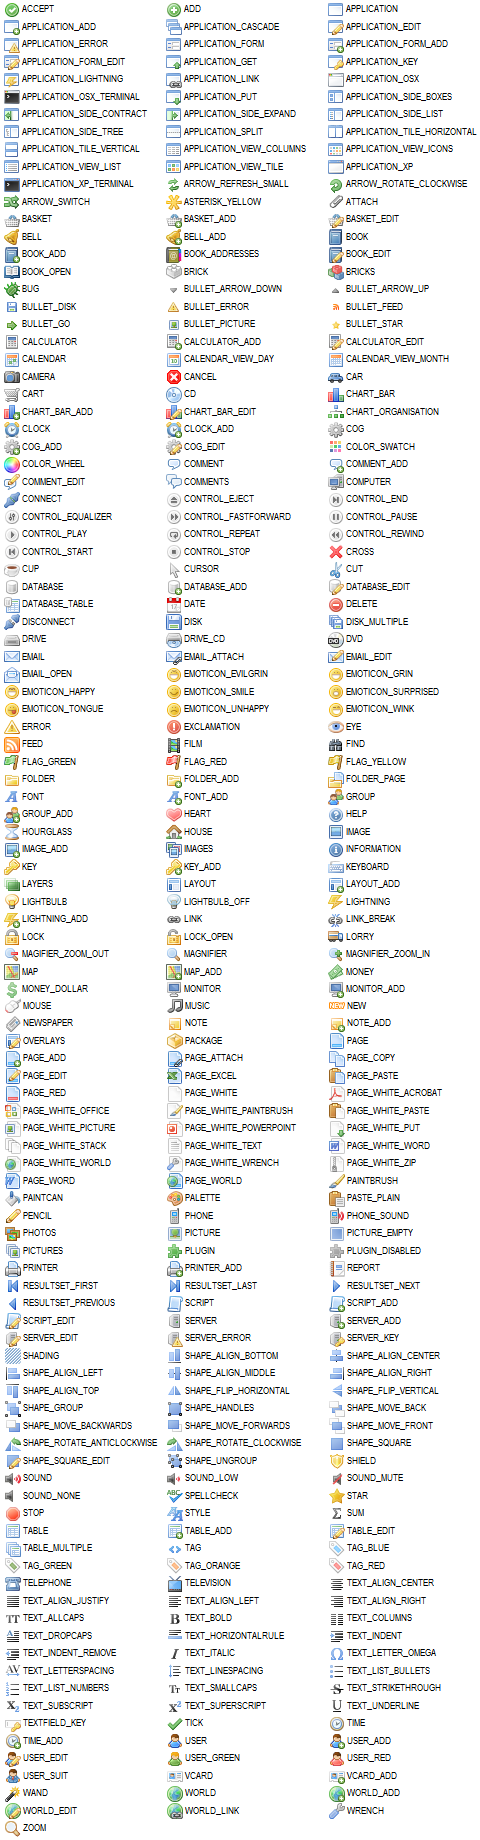 ACCEPT ADD APPLICATION
APPLICATION_ADD APPLICATION_CASCADE APPLICATION_EDIT
APPLICATION_ERROR APPLICATION_FORM APPLICATION_FORM_ADD
APPLICATION_FORM_EDIT APPLICATION_GET APPLICATION_KEY
APPLICATION_LIGHTNING APPLICATION_LINK APPLICATION_OSX
APPLICATION_OSX_TERMINAL APPLICATION_PUT APPLICATION_SIDE_BOXES
APPLICATION_SIDE_CONTRACT APPLICATION_SIDE_EXPAND APPLICATION_SIDE_LIST
APPLICATION_SIDE_TREE APPLICATION_SPLIT APPLICATION_TILE_HORIZONTAL
APPLICATION_TILE_VERTICAL APPLICATION_VIEW_COLUMNS APPLICATION_VIEW_ICONS
APPLICATION_VIEW_LIST APPLICATION_VIEW_TILE APPLICATION_XP
APPLICATION_XP_TERMINAL ARROW_REFRESH_SMALL ARROW_ROTATE_CLOCKWISE
ARROW_SWITCH ASTERISK_YELLOW ATTACH
BASKET BASKET_ADD BASKET_EDIT
BELL BELL_ADD BOOK
BOOK_ADD BOOK_ADDRESSES BOOK_EDIT
BOOK_OPEN BRICK BRICKS
BUG BULLET_ARROW_DOWN BULLET_ARROW_UP
BULLET_DISK BULLET_ERROR BULLET_FEED
BULLET_GO BULLET_PICTURE BULLET_STAR
CALCULATOR CALCULATOR_ADD CALCULATOR_EDIT
CALENDAR CALENDAR_VIEW_DAY CALENDAR_VIEW_MONTH
CAMERA CANCEL CAR
CART CD CHART_BAR
CHART_BAR_ADD CHART_BAR_EDIT CHART_ORGANISATION
CLOCK CLOCK_ADD COG
COG_ADD COG_EDIT COLOR_SWATCH
COLOR_WHEEL COMMENT COMMENT_ADD
COMMENT_EDIT COMMENTS COMPUTER
CONNECT CONTROL_EJECT CONTROL_END
CONTROL_EQUALIZER CONTROL_FASTFORWARD CONTROL_PAUSE
CONTROL_PLAY CONTROL_REPEAT CONTROL_REWIND
CONTROL_START CONTROL_STOP CROSS
CUP CURSOR CUT
DATABASE DATABASE_ADD DATABASE_EDIT
DATABASE_TABLE DATE DELETE
DISCONNECT DISK DISK_MULTIPLE
DRIVE DRIVE_CD DVD
EMAIL EMAIL_ATTACH EMAIL_EDIT
EMAIL_OPEN EMOTICON_EVILGRIN EMOTICON_GRIN
EMOTICON_HAPPY EMOTICON_SMILE EMOTICON_SURPRISED
EMOTICON_TONGUE EMOTICON_UNHAPPY EMOTICON_WINK
ERROR EXCLAMATION EYE
FEED FILM FIND
FLAG_GREEN FLAG_RED FLAG_YELLOW
FOLDER FOLDER_ADD FOLDER_PAGE
FONT FONT_ADD GROUP
GROUP_ADD HEART HELP
HOURGLASS HOUSE IMAGE
IMAGE_ADD IMAGES INFORMATION
KEY KEY_ADD KEYBOARD
LAYERS LAYOUT LAYOUT_ADD
LIGHTBULB LIGHTBULB_OFF LIGHTNING
LIGHTNING_ADD LINK LINK_BREAK
LOCK LOCK_OPEN LORRY
MAGIFIER_ZOOM_OUT MAGNIFIER MAGNIFIER_ZOOM_IN
MAP MAP_ADD MONEY
MONEY_DOLLAR MONITOR MONITOR_ADD
MOUSE MUSIC NEW
NEWSPAPER NOTE NOTE_ADD
OVERLAYS PACKAGE PAGE
PAGE_ADD PAGE_ATTACH PAGE_COPY
PAGE_EDIT PAGE_EXCEL PAGE_PASTE
PAGE_RED PAGE_WHITE PAGE_WHITE_ACROBAT
PAGE_WHITE_OFFICE PAGE_WHITE_PAINTBRUSH PAGE_WHITE_PASTE
PAGE_WHITE_PICTURE PAGE_WHITE_POWERPOINT PAGE_WHITE_PUT
PAGE_WHITE_STACK PAGE_WHITE_TEXT PAGE_WHITE_WORD
PAGE_WHITE_WORLD PAGE_WHITE_WRENCH PAGE_WHITE_ZIP
PAGE_WORD PAGE_WORLD PAINTBRUSH
PAINTCAN PALETTE PASTE_PLAIN
PENCIL PHONE PHONE_SOUND
PHOTOS PICTURE PICTURE_EMPTY
PICTURES PLUGIN PLUGIN_DISABLED
PRINTER PRINTER_ADD REPORT
RESULTSET_FIRST RESULTSET_LAST RESULTSET_NEXT
RESULTSET_PREVIOUS SCRIPT SCRIPT_ADD
SCRIPT_EDIT SERVER SERVER_ADD
SERVER_EDIT SERVER_ERROR SERVER_KEY
SHADING SHAPE_ALIGN_BOTTOM SHAPE_ALIGN_CENTER
SHAPE_ALIGN_LEFT SHAPE_ALIGN_MIDDLE SHAPE_ALIGN_RIGHT
SHAPE_ALIGN_TOP SHAPE_FLIP_HORIZONTAL SHAPE_FLIP_VERTICAL
SHAPE_GROUP SHAPE_HANDLES SHAPE_MOVE_BACK
SHAPE_MOVE_BACKWARDS SHAPE_MOVE_FORWARDS SHAPE_MOVE_FRONT
SHAPE_ROTATE_ANTICLOCKWISE SHAPE_ROTATE_CLOCKWISE SHAPE_SQUARE
SHAPE_SQUARE_EDIT SHAPE_UNGROUP SHIELD
SOUND SOUND_LOW SOUND_MUTE
SOUND_NONE SPELLCHECK STAR
STOP STYLE SUM
TABLE TABLE_ADD TABLE_EDIT
TABLE_MULTIPLE TAG TAG_BLUE
TAG_GREEN TAG_ORANGE TAG_RED
TELEPHONE TELEVISION TEXT_ALIGN_CENTER
TEXT_ALIGN_JUSTIFY TEXT_ALIGN_LEFT TEXT_ALIGN_RIGHT
TEXT_ALLCAPS TEXT_BOLD TEXT_COLUMNS
TEXT_DROPCAPS TEXT_HORIZONTALRULE TEXT_INDENT
TEXT_INDENT_REMOVE TEXT_ITALIC TEXT_LETTER_OMEGA
TEXT_LETTERSPACING TEXT_LINESPACING TEXT_LIST_BULLETS
TEXT_LIST_NUMBERS TEXT_SMALLCAPS TEXT_STRIKETHROUGH
TEXT_SUBSCRIPT TEXT_SUPERSCRIPT TEXT_UNDERLINE
TEXTFIELD_KEY TICK TIME
TIME_ADD USER USER_ADD
USER_EDIT USER_GREEN USER_RED
USER_SUIT VCARD VCARD_ADD
WAND WORLD WORLD_ADD
WORLD_EDIT WORLD_LINK WRENCH
ZOOM